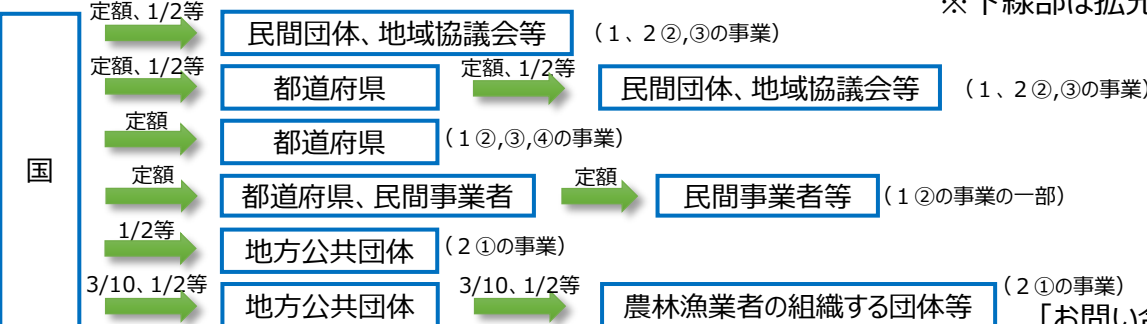 ※下線部は拡充
定額、1/2等
民間団体、地域協議会等 （１、２②,③の事業）
定額、1/2等 定額、1/2等
都道府県 民間団体、地域協議会等 （１、２②,③の事業）
定額
都道府県 （１②,③,④の事業）
国
定額 定額
都道府県、民間事業者 民間事業者等 （１②の事業の一部）
1/2等
地方公共団体 （２①の事業）
3/10、1/2等 3/10、1/2等 （２①の事業）
地方公共団体 農林漁業者の組織する団体等
［お問い